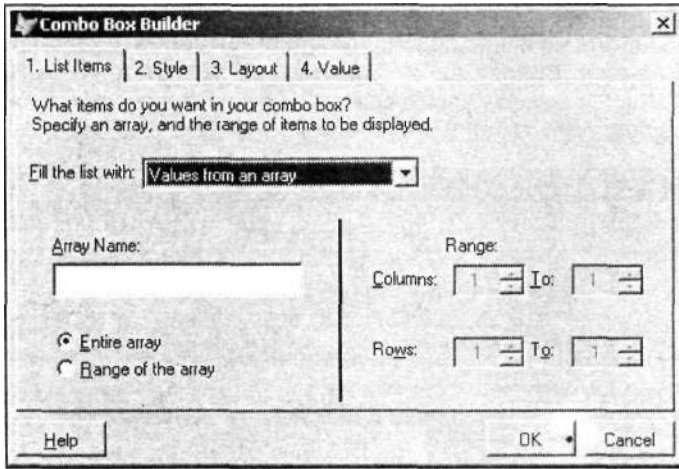 Combo Box Builder
1. List Items 2. Style 3. Layout 4. Value
What items do you want in your combo box?
Specify an array, and the range of items to be displayed.
Fill the list with: Values from an array
Array Name:
Entire array
Range of the array
Range:
Columns: 1 To: 1
Rows: 1 To: 1
Help OK Cancel